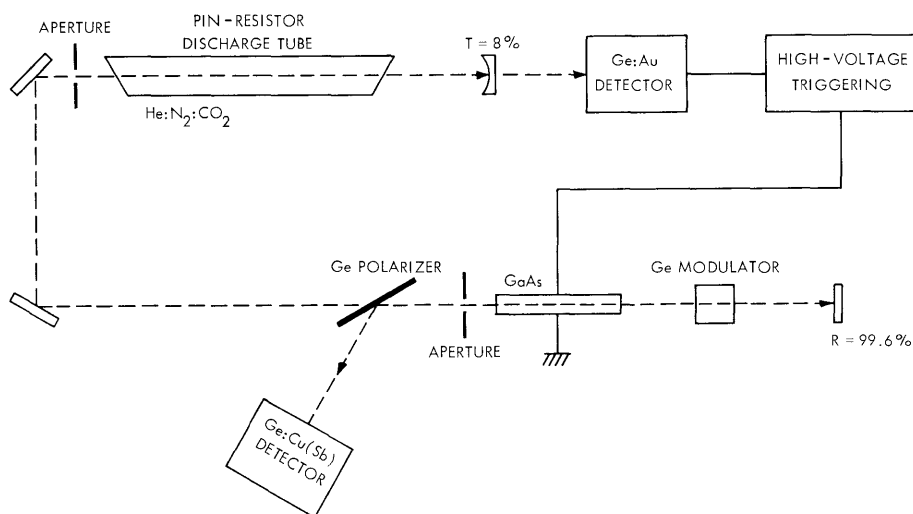 APERTURE
PIN-RESISTOR
DISCHARGE TUBE
He:N₂:CO₂
T = 8%
Ge:Au
DETECTOR
HIGH-VOLTAGE
TRIGGERING
Ge POLARIZER
APERTURE
GaAs
Ge MODULATOR
R = 99.6%
Ge:Cu(Sb)
DETECTOR